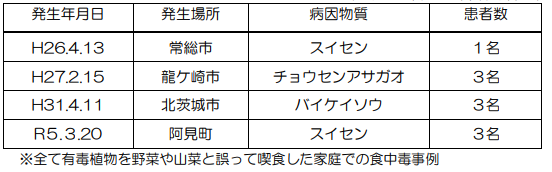 発生年月日 発生場所 病因物質 患者数
H26.4.13 常総市 スイセン 1名
H27.2.15 龍ケ崎市 チョウセンアサガオ 3名
H31.4.11 北茨城市 バイケイソウ 3名
R5.3.20 阿見町 スイセン 3名
※全て有毒植物を野菜や山菜と誤って喫食した家庭での食中毒事例